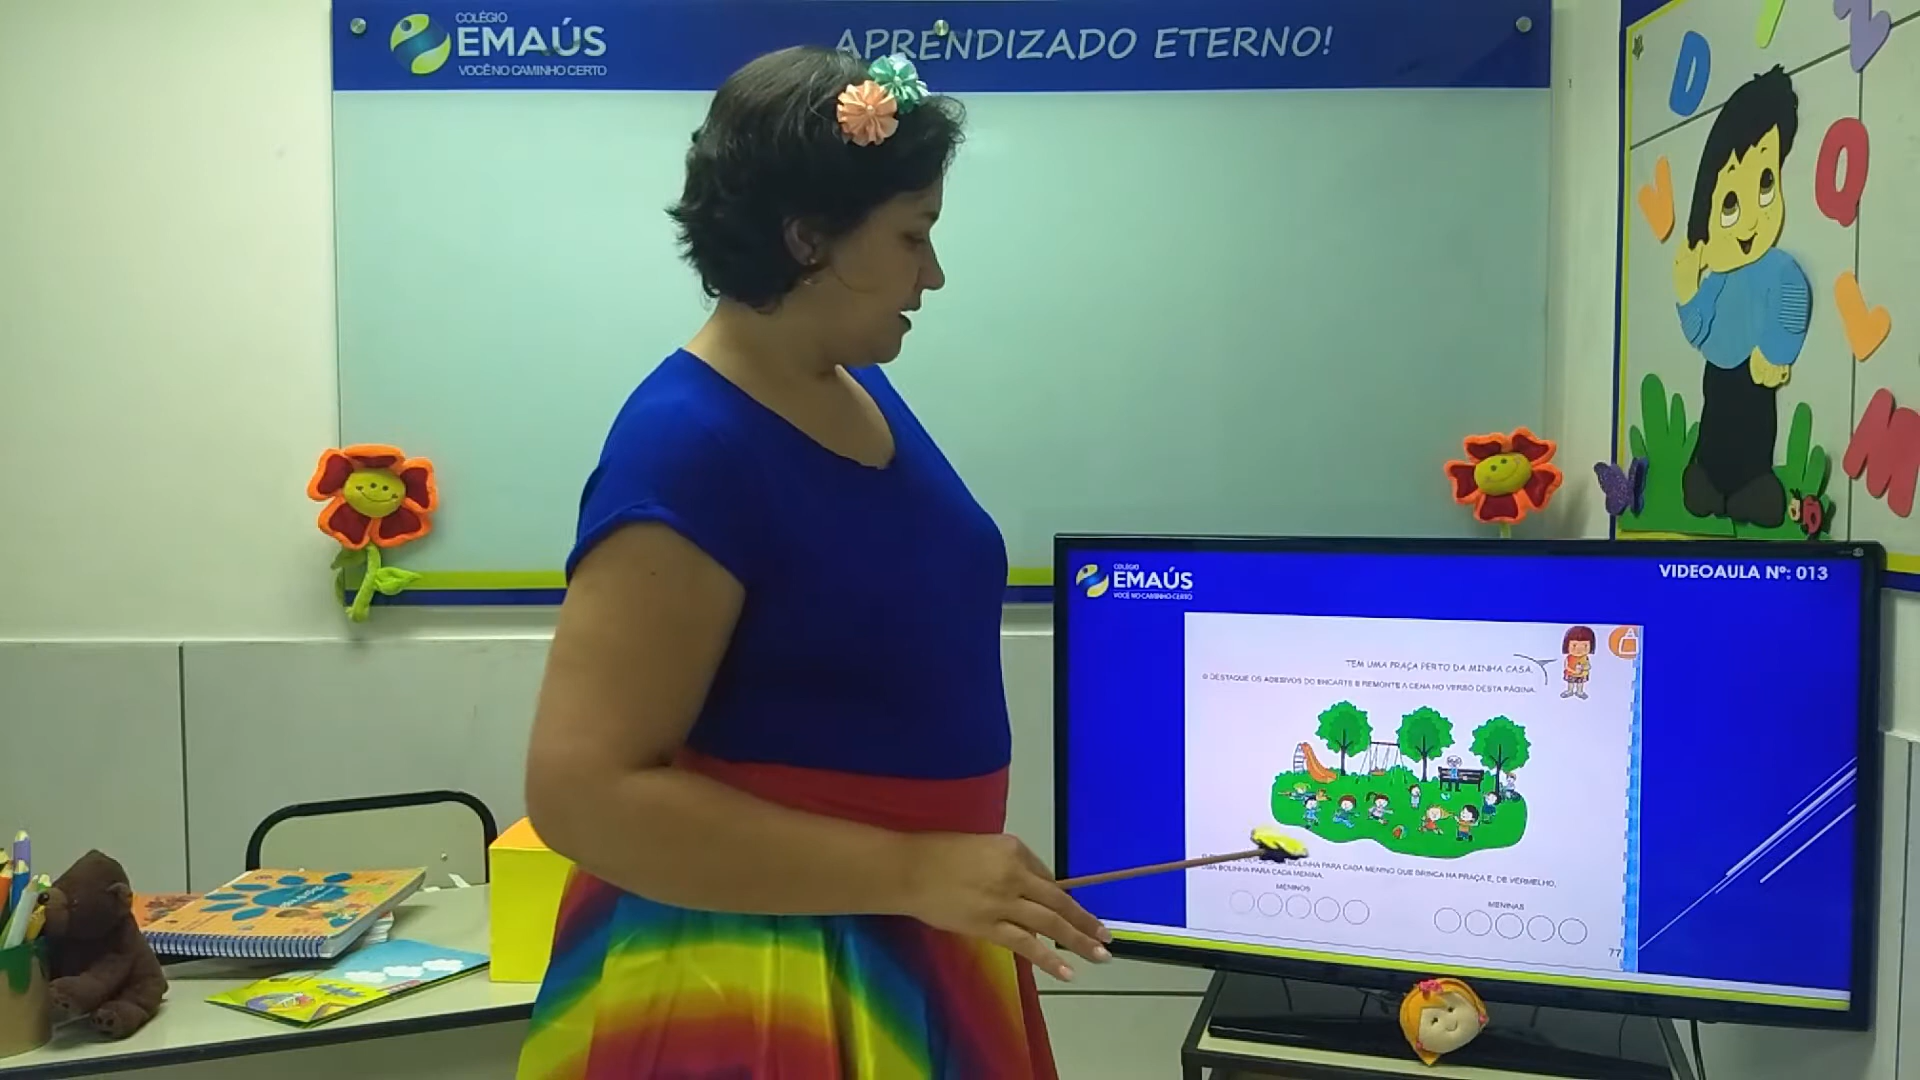 COLÉGIO
EMAÚS
VOCÊ NO CAMINHO CERTO
APRENDIZADO ETERNO!
D
Z
V
Q
L
M
COLÉGIO
EMAÚS
VOCÊ NO CAMINHO CERTO
VIDEOAULA Nº: 013
TEM UMA PRAÇA PERTO DA MINHA CASA.
DESTAQUE OS ADESIVOS DO ENCARTE E REMONTE A CENA NO VERSO DESTA PÁGINA.
BOLINHA PARA CADA MENINO QUE BRINCA NA PRAÇA E, DE VERMELHO,
UMA BOLINHA PARA CADA MENINA.
MENINOS
MENINAS
77